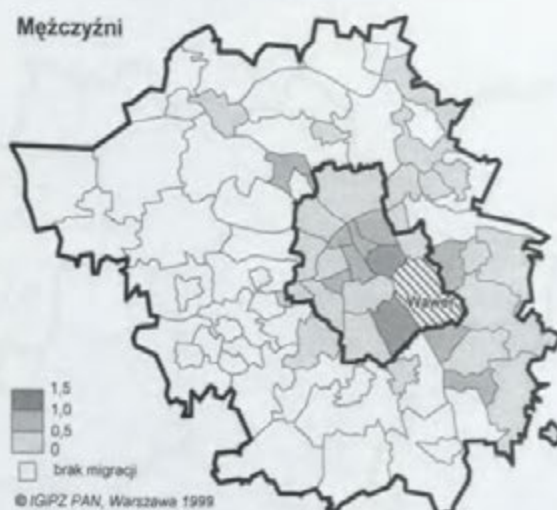 Mężczyźni
Wawer
1,5
1,0
0,5
0
brak migracji
© IGiPZ PAN, Warszawa 1999